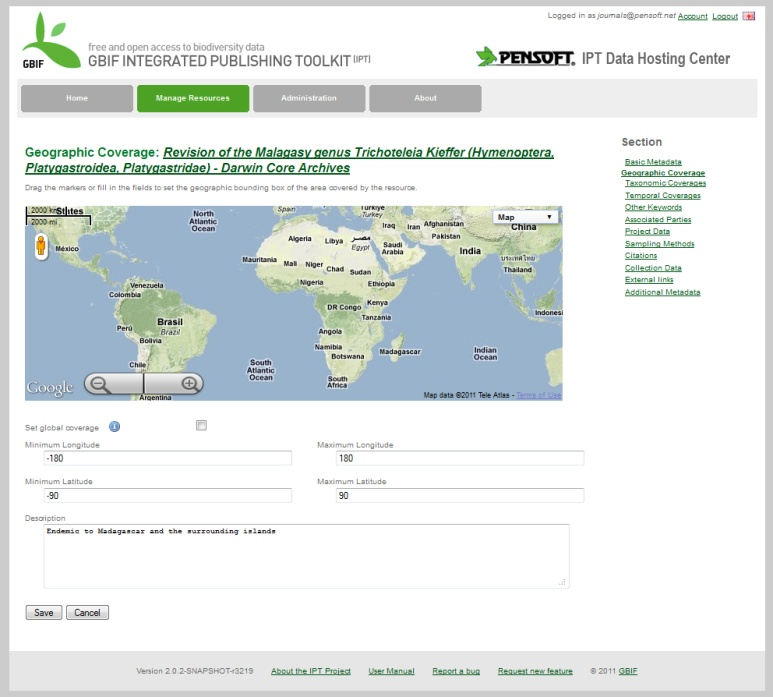 Logged in as journals@pensoft.net Account Logout
GBIF
free and open access to biodiversity data
GBIF INTEGRATED PUBLISHING TOOLKIT [IPT]
PENSOFT. IPT Data Hosting Center
Home Manage Resources Administration About
Geographic Coverage: Revision of the Malagasy genus Trichoteleia Kieffer (Hymenoptera,
Platygastroidea, Platygastridae) - Darwin Core Archives
Drag the markers or fill in the fields to set the geographic bounding box of the area covered by the resource.
Section
Basic Metadata
Geographic Coverage
Taxonomic Coverages
Temporal Coverages
Other Keywords
Associated Parties
Project Data
Sampling Methods
Citations
Collection Data
External links
Additional Metadata
2000 km
States
2000 mi
North
Atlantic
Ocean
Spain
Türkiye
Turkey
Map
China
Iraq
Iran
Afghanistan
Pakistan
México
Algeria
Libya
مصر
Egypt
Saudi
Arabia
India
Mauritania
Mali
Niger
Chad
Sudan
ประเทศไทย
Thailand
Nigeria
Ethiopia
Venezuela
Colombia
DR Congo
Kenya
Tanzania
Indonesi
Perú
Brasil
Brazil
Bolivia
Angola
Namibia
Botswana
Madagascar
Indian
Ocean
Chile
South
Atlantic
Ocean
South
Africa
Argentina
Google
Map data ©2011 Tele Atlas - Terms of Use
Set global coverage
Minimum Longitude Maximum Longitude
-180 180
Minimum Latitude Maximum Latitude
-90 90
Description
Endemic to Madagascar and the surrounding islands
Save Cancel
Version 2.0.2-SNAPSHOT-r3219 About the IPT Project User Manual Report a bug Request new feature © 2011 GBIF